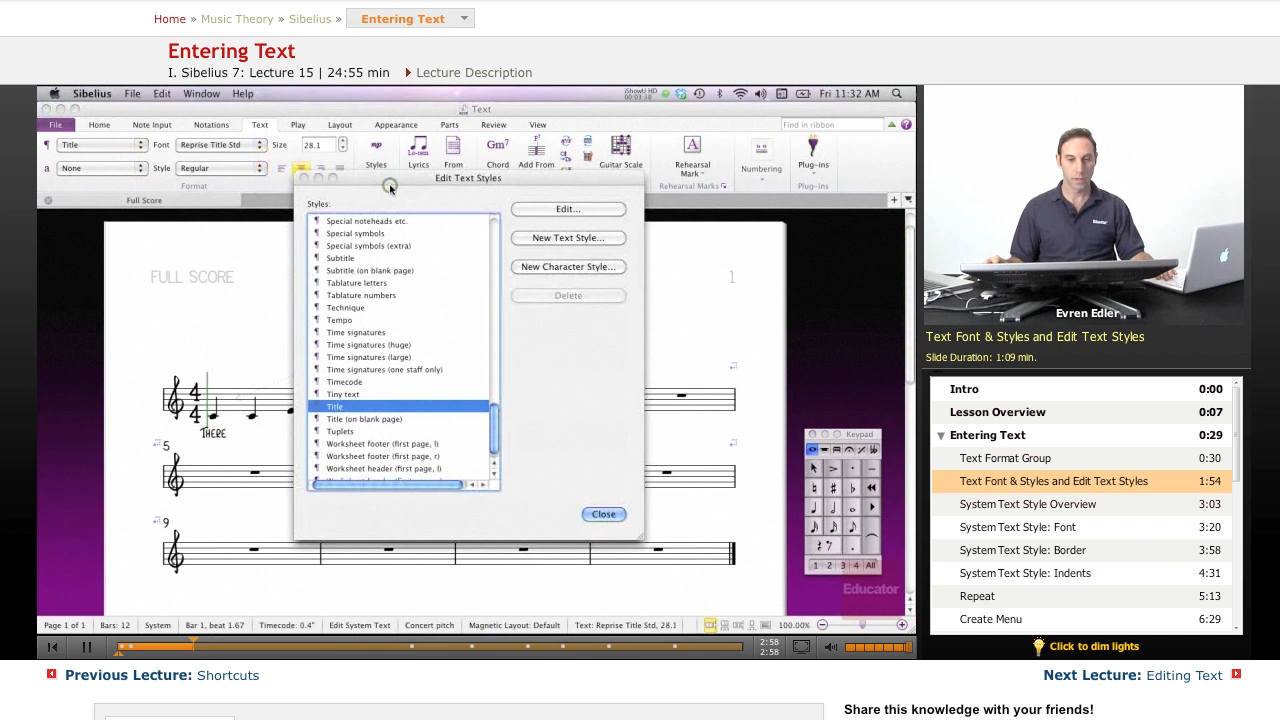 Home » Music Theory » Sibelius » Entering Text
Entering Text
I. Sibelius 7: Lecture 15 | 24:55 min Lecture Description
Sibelius File Edit Window Help
iShowU HD
00:03:30
Fri 11:32 AM
Text
File Home Note Input Notations Text Play Layout Appearance Parts Review View
Find in ribbon
Title Font Reprise Title Std Size 28.1
a None Style Regular
mp Styles Lyrics From Gm7 Chord Add From Guitar Scale A Rehearsal Mark Numbering Plug-ins
Format Rehearsal Marks Plug-ins
Full Score
FULL SCORE
1
THERE
5
9
Edit Text Styles
Styles:
Special noteheads etc.
Special symbols
Special symbols (extra)
Subtitle
Subtitle (on blank page)
Tablature letters
Tablature numbers
Technique
Tempo
Time signatures
Time signatures (huge)
Time signatures (large)
Time signatures (one staff only)
Timecode
Tiny text
Title
Title (on blank page)
Tuplets
Worksheet footer (first page, l)
Worksheet footer (first page, r)
Worksheet header (first page, l)
Edit...
New Text Style...
New Character Style...
Delete
Close
Keypad
1 2 3 4 All
Educator
Page 1 of 1 Bars: 12 System Bar 1, beat 1.67 Timecode: 0.4" Edit System Text Concert pitch Magnetic Layout: Default Text: Reprise Title Std, 28.1 100.00%
2:58
2:58
Evren Edler
Text Font & Styles and Edit Text Styles
Slide Duration: 1:09 min.
Intro 0:00
Lesson Overview 0:07
Entering Text 0:29
Text Format Group 0:30
Text Font & Styles and Edit Text Styles 1:54
System Text Style Overview 3:03
System Text Style: Font 3:20
System Text Style: Border 3:58
System Text Style: Indents 4:31
Repeat 5:13
Create Menu 6:29
Click to dim lights
Previous Lecture: Shortcuts
Next Lecture: Editing Text
Share this knowledge with your friends!